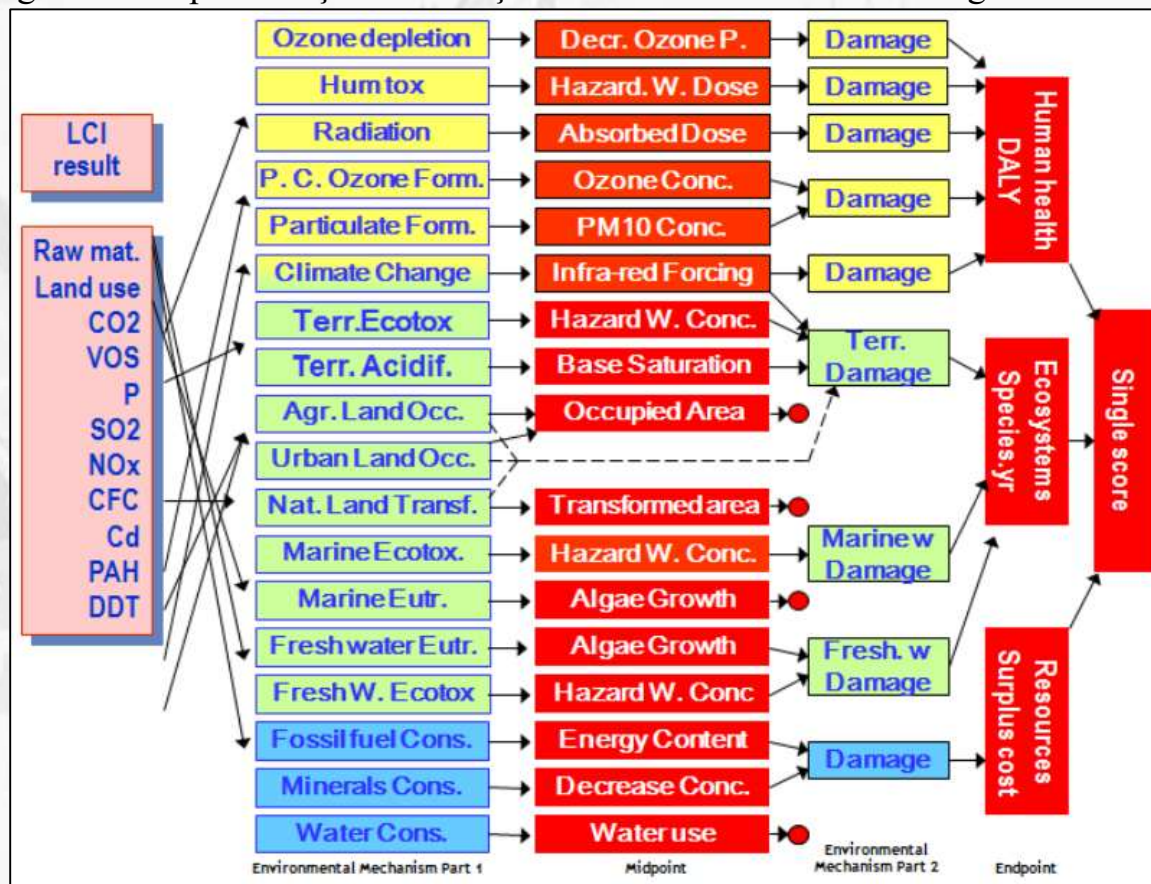 LCI
result
Raw mat.
Land use
CO2
VOS
P
SO2
NOx
CFC
Cd
PAH
DDT
Ozone depletion
Hum tox
Radiation
P. C. Ozone Form.
Particulate Form.
Climate Change
Terr.Ecotox
Terr. Acidif.
Agr. Land Occ.
Urban Land Occ.
Nat. Land Transf.
Marine Ecotox.
Marine Eutr.
Freshwater Eutr.
Fresh W. Ecotox
Fossil fuel Cons.
Minerals Cons.
Water Cons.
Environmental Mechanism Part 1
Decr. Ozone P.
Hazard. W. Dose
Absorbed Dose
Ozone Conc.
PM10 Conc.
Infra-red Forcing
Hazard W. Conc.
Base Saturation
Occupied Area
Transformed area
Hazard W. Conc.
Algae Growth
Algae Growth
Hazard W. Conc
Energy Content
Decrease Conc.
Water use
Midpoint
Damage
Damage
Damage
Damage
Damage
Terr.
Damage
Marine w
Damage
Fresh. w
Damage
Damage
Environmental
Mechanism Part 2
Human health
DALY
Ecosystems
Species.yr
Resources
Surplus cost
Endpoint
Single score